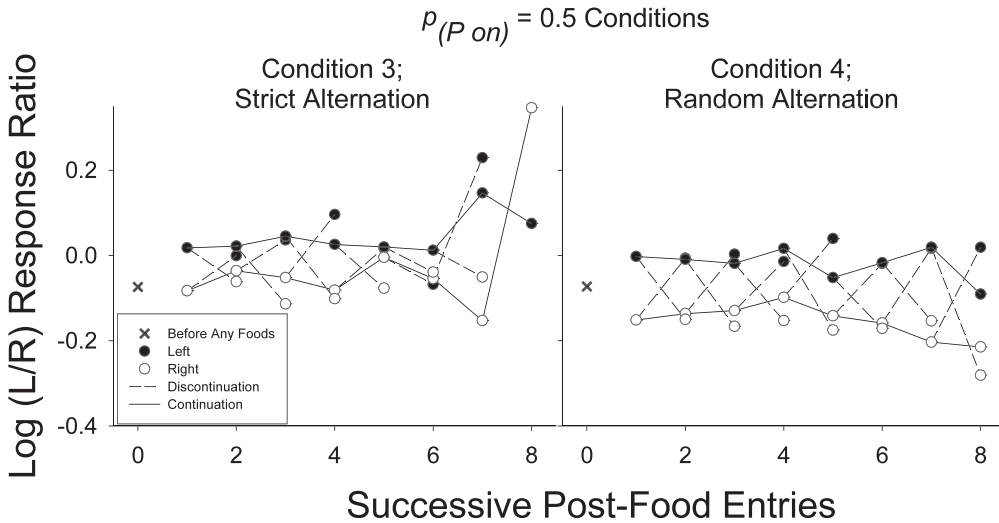 p(P on) = 0.5 Conditions
Condition 3;
Strict Alternation
Condition 4;
Random Alternation
Log (L/R) Response Ratio
0.2
0.0
-0.2
-0.4
Before Any Foods
Left
Right
Discontinuation
Continuation
0 2 4 6 8
0 2 4 6 8
Successive Post-Food Entries